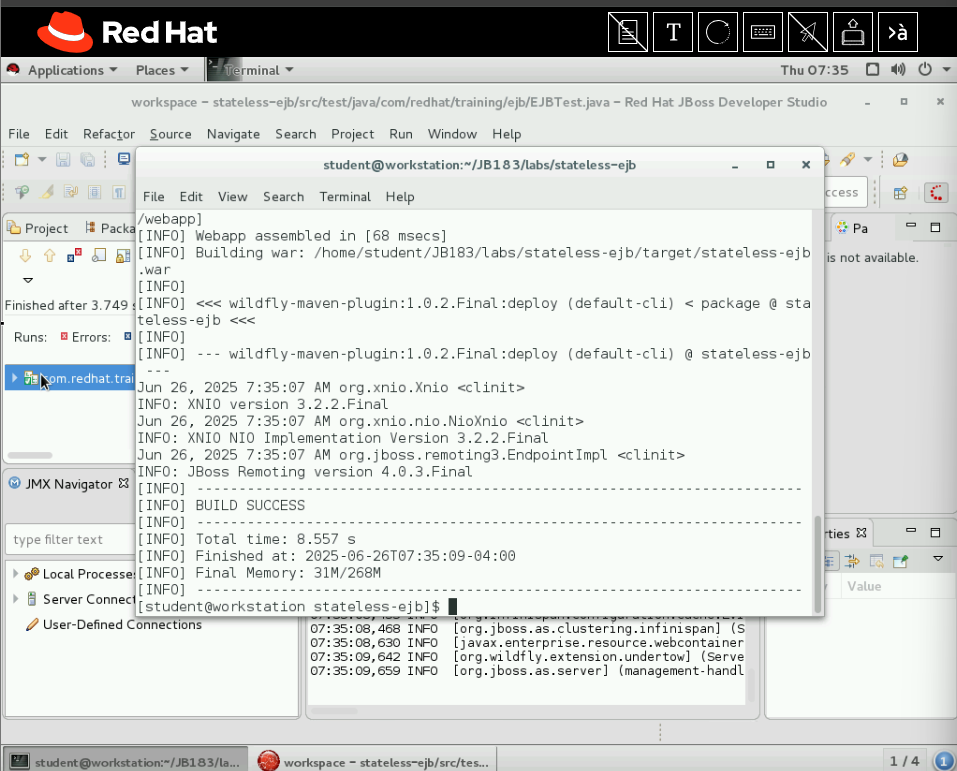 Red Hat
T
>à
Applications
Places
Terminal
Thu 07:35
workspace – stateless-ejb/src/test/java/com/redhat/training/ejb/EJBTest.java – Red Hat JBoss Developer Studio
File Edit Refactor Source Navigate Search Project Run Window Help
student@workstation:~/JB183/labs/stateless-ejb
File Edit View Search Terminal Help
/webapp]
[INFO] Webapp assembled in [68 msecs]
[INFO] Building war: /home/student/JB183/labs/stateless-ejb/target/stateless-ejb
.war
[INFO]
[INFO] <<< wildfly-maven-plugin:1.0.2.Final:deploy (default-cli) < package @ sta
teless-ejb <<<
[INFO]
[INFO] --- wildfly-maven-plugin:1.0.2.Final:deploy (default-cli) @ stateless-ejb
---
Jun 26, 2025 7:35:07 AM org.xnio.Xnio <clinit>
INFO: XNIO version 3.2.2.Final
Jun 26, 2025 7:35:07 AM org.xnio.nio.NioXnio <clinit>
INFO: XNIO NIO Implementation Version 3.2.2.Final
Jun 26, 2025 7:35:07 AM org.jboss.remoting3.EndpointImpl <clinit>
INFO: JBoss Remoting version 4.0.3.Final
[INFO] ------------------------------------------------------------------------
[INFO] BUILD SUCCESS
[INFO] ------------------------------------------------------------------------
[INFO] Total time: 8.557 s
[INFO] Finished at: 2025-06-26T07:35:09-04:00
[INFO] Final Memory: 31M/268M
[INFO] ------------------------------------------------------------------------
[student@workstation stateless-ejb]$
Project
Packa
Finished after 3.749 s
Runs:
Errors:
com.redhat.trai
JMX Navigator
type filter text
Local Processe
Server Connect
User-Defined Connections
ccess
Pa
is not available.
rties
Value
07:35:08,468 INFO [org.jboss.as.clustering.infinispan] (S
07:35:08,630 INFO [javax.enterprise.resource.webcontainer
07:35:09,642 INFO [org.wildfly.extension.undertow] (Serve
07:35:09,659 INFO [org.jboss.as.server] (management-handl
student@workstation:~/JB183/la...
workspace – stateless-ejb/src/tes...
1 / 4
1